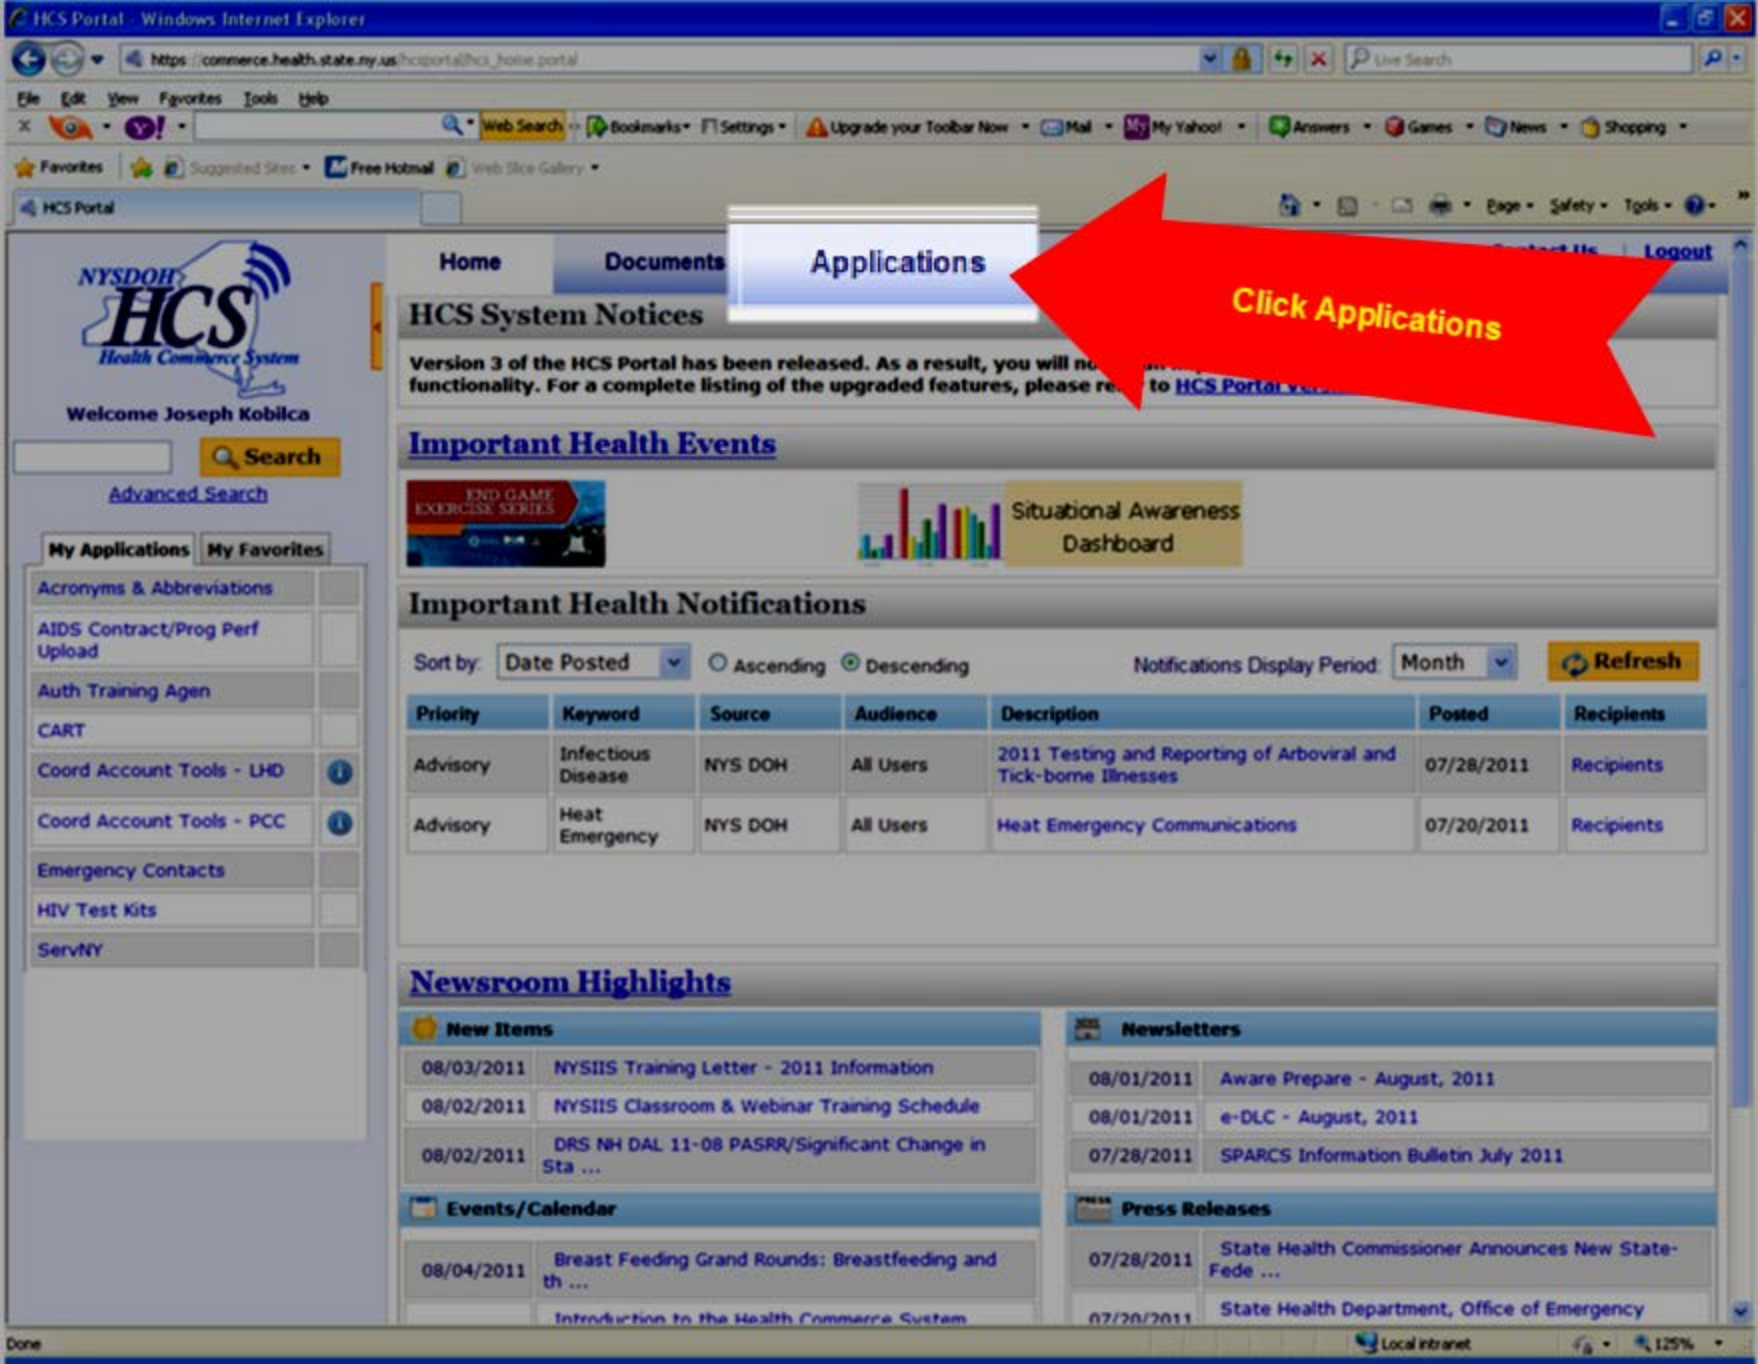 HCS Portal - Windows Internet Explorer
https://commerce.health.state.ny.us/hcsportal/hcs_home.portal
Live Search
File Edit View Favorites Tools Help
X Y! Web Search Bookmarks Settings Upgrade your Toolbar Now Mail My Yahoo! Answers Games News Shopping
Favorites Suggested Sites Free Hotmail Web Slice Gallery
HCS Portal
Page Safety Tools
NYSDOH
HCS
Health Commerce System
Welcome Joseph Kobilca
Search
Advanced Search
My Applications My Favorites
Acronyms & Abbreviations
AIDS Contract/Prog Perf
Upload
Auth Training Agen
CART
Coord Account Tools - LHD
Coord Account Tools - PCC
Emergency Contacts
HIV Test Kits
ServNY
Home Documents Applications Logout
Click Applications
HCS System Notices
Version 3 of the HCS Portal has been released. As a result, you will
functionality. For a complete listing of the upgraded features, please to HCS Portal
Important Health Events
END GAME
EXERCISE SERIES
Situational Awareness
Dashboard
Important Health Notifications
Sort by: Date Posted Ascending Descending Notifications Display Period: Month Refresh
Priority Keyword Source Audience Description Posted Recipients
Advisory Infectious Disease NYS DOH All Users 2011 Testing and Reporting of Arboviral and Tick-borne Illnesses 07/28/2011 Recipients
Advisory Heat Emergency NYS DOH All Users Heat Emergency Communications 07/20/2011 Recipients
Newsroom Highlights
New Items
08/03/2011 NYSIIS Training Letter - 2011 Information
08/02/2011 NYSIIS Classroom & Webinar Training Schedule
08/02/2011 DRS NH DAL 11-08 PASRR/Significant Change in
Sta ...
Newsletters
08/01/2011 Aware Prepare - August, 2011
08/01/2011 e-DLC - August, 2011
07/28/2011 SPARCS Information Bulletin July 2011
Events/Calendar
08/04/2011 Breast Feeding Grand Rounds: Breastfeeding and
th ...
Introduction to the Health Commerce System
Press Releases
07/28/2011 State Health Commissioner Announces New State-
Fede ...
07/20/2011 State Health Department, Office of Emergency
Done Local intranet 125%